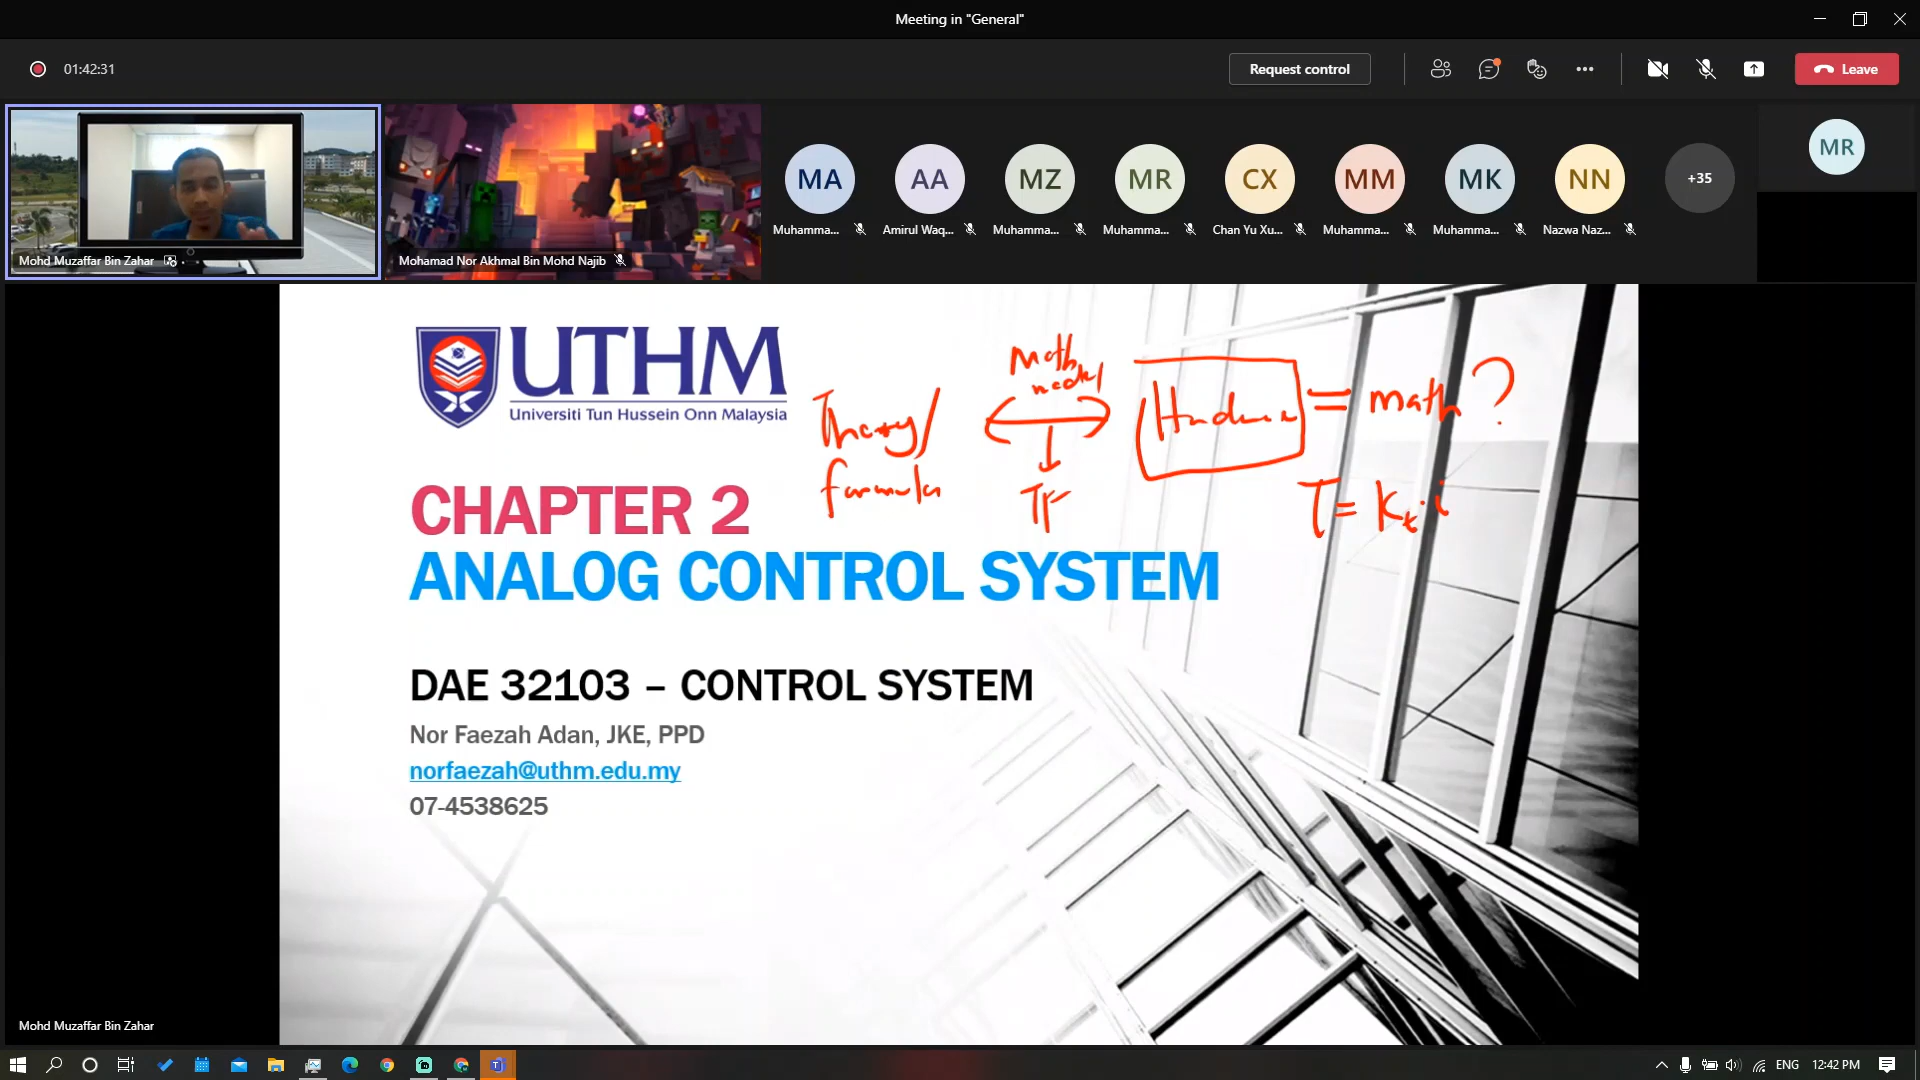 Meeting in "General"
01:42:31
Request control
Leave
MA
AA
MZ
MR
CX
MM
MK
NN
+35
MR
Mohd Muzaffar Bin Zahar
Mohamad Nor Akhmal Bin Mohd Najib
Muhamma...
Amirul Waq...
Muhamma...
Muhamma...
Chan Yu Xu...
Muhamma...
Muhamma...
Nazwa Naz...
UTHM
Universiti Tun Hussein Onn Malaysia
Theory/
formula
Math
model
TF
= math ?
T = Kt · i
CHAPTER 2
ANALOG CONTROL SYSTEM
DAE 32103 – CONTROL SYSTEM
Nor Faezah Adan, JKE, PPD
norfaezah@uthm.edu.my
07-4538625
Mohd Muzaffar Bin Zahar
ENG
12:42 PM